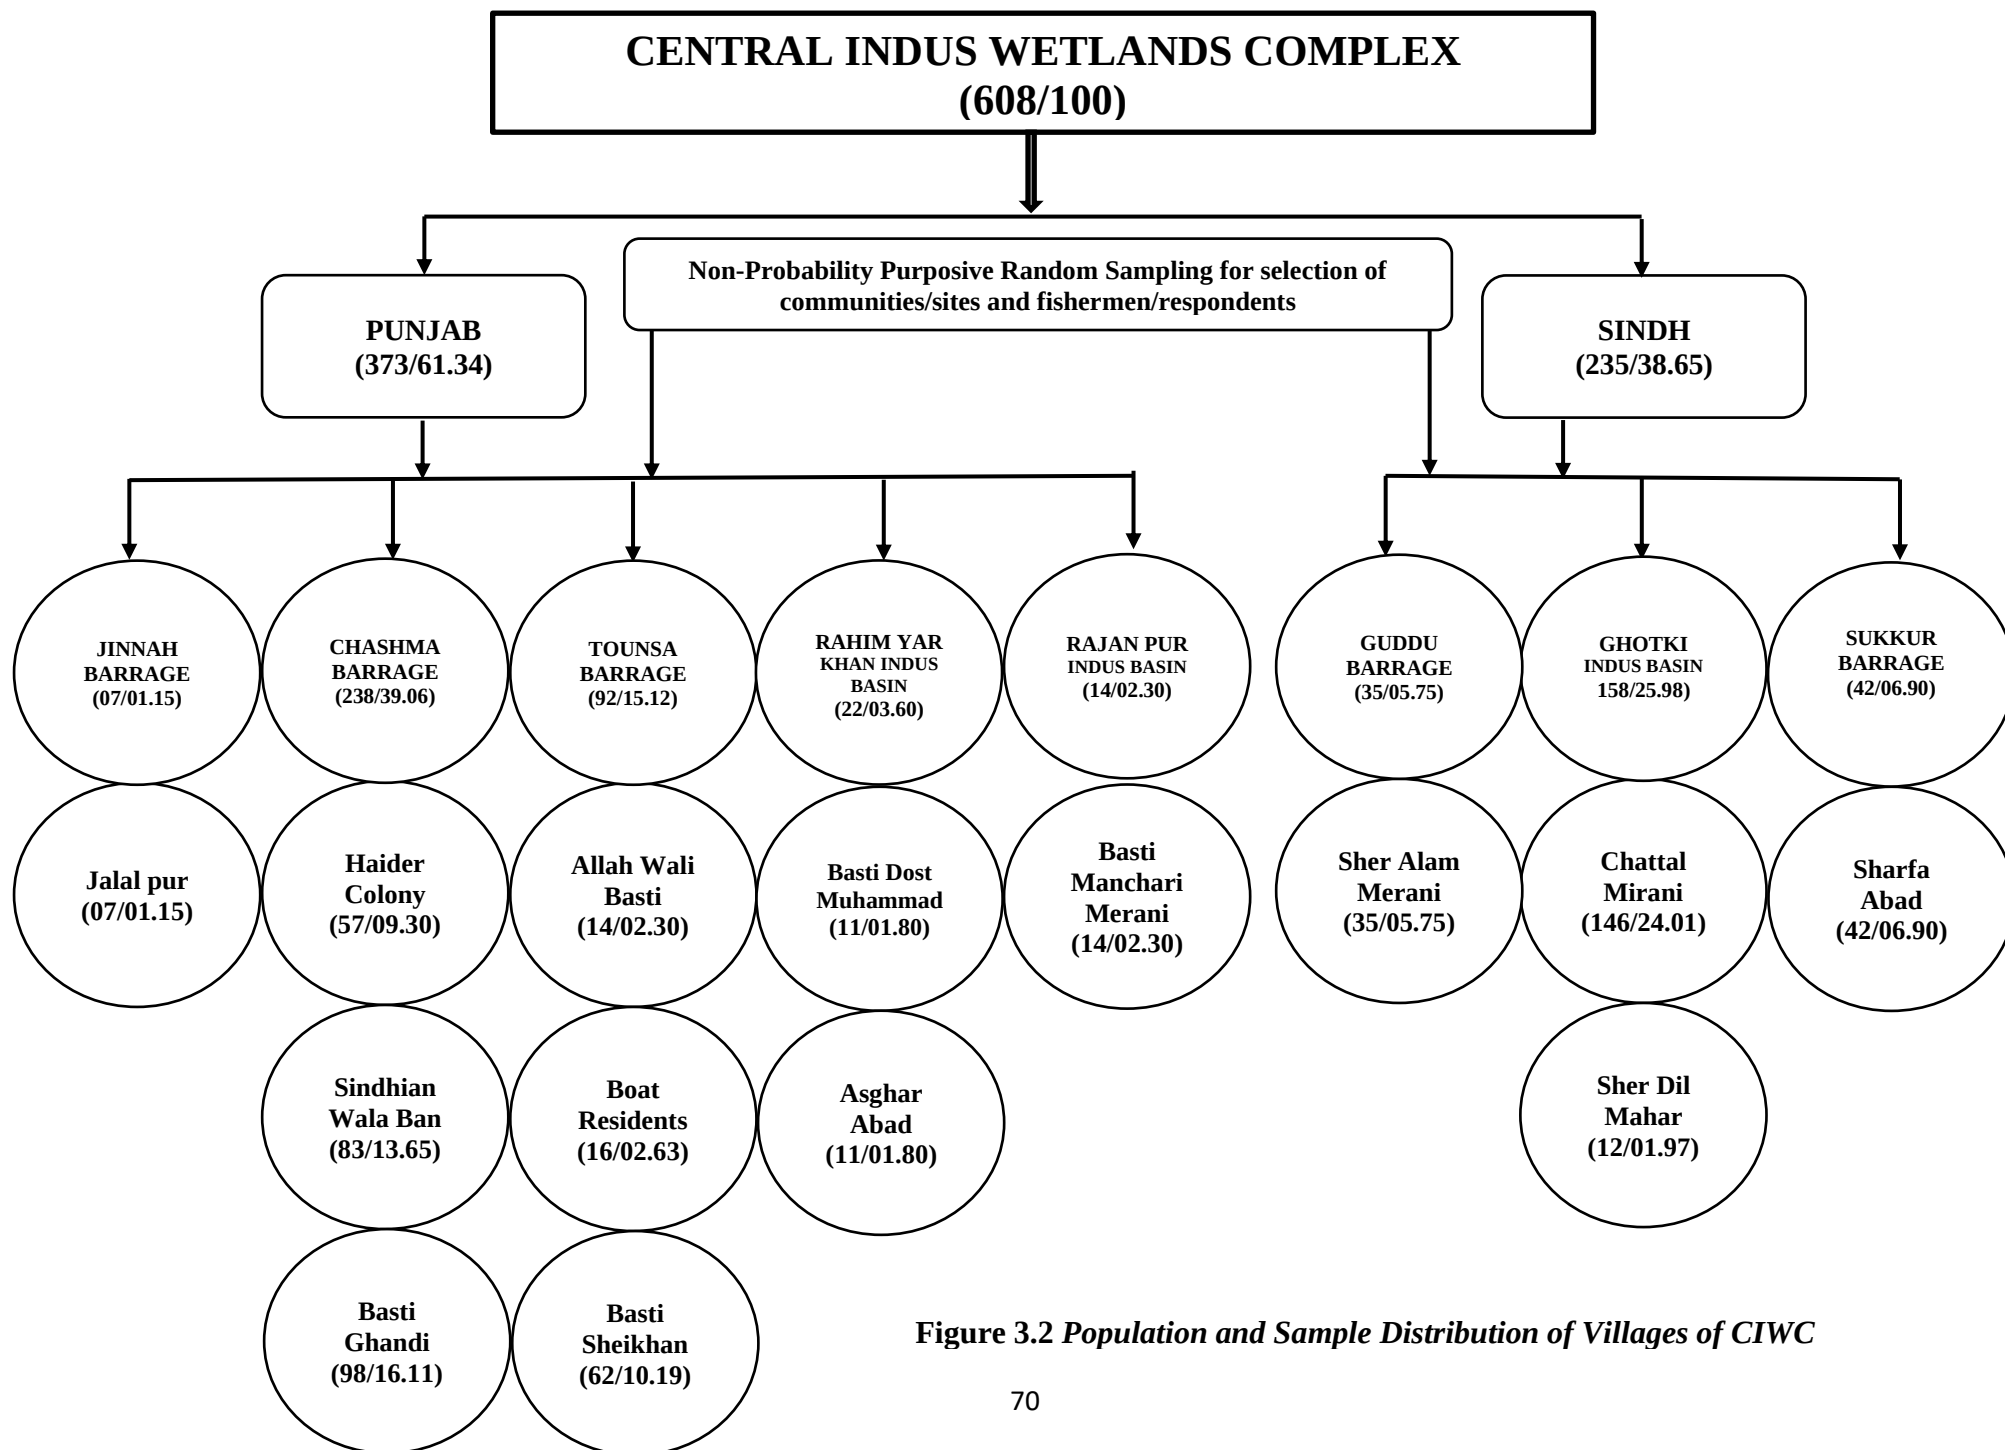 CENTRAL INDUS WETLANDS COMPLEX
(608/100)
Non-Probability Purposive Random Sampling for selection of
communities/sites and fishermen/respondents
PUNJAB
(373/61.34)
SINDH
(235/38.65)
JINNAH
BARRAGE
(07/01.15)
CHASHMA
BARRAGE
(238/39.06)
TOUNSA
BARRAGE
(92/15.12)
RAHIM YAR
KHAN INDUS
BASIN
(22/03.60)
RAJAN PUR
INDUS BASIN
(14/02.30)
GUDDU
BARRAGE
(35/05.75)
GHOTKI
INDUS BASIN
158/25.98)
SUKKUR
BARRAGE
(42/06.90)
Jalal pur
(07/01.15)
Haider
Colony
(57/09.30)
Allah Wali
Basti
(14/02.30)
Basti Dost
Muhammad
(11/01.80)
Basti
Manchari
Merani
(14/02.30)
Sher Alam
Merani
(35/05.75)
Chattal
Mirani
(146/24.01)
Sharfa
Abad
(42/06.90)
Sindhian
Wala Ban
(83/13.65)
Boat
Residents
(16/02.63)
Asghar
Abad
(11/01.80)
Sher Dil
Mahar
(12/01.97)
Basti
Ghandi
(98/16.11)
Basti
Sheikhan
(62/10.19)
Figure 3.2 Population and Sample Distribution of Villages of CIWC
70